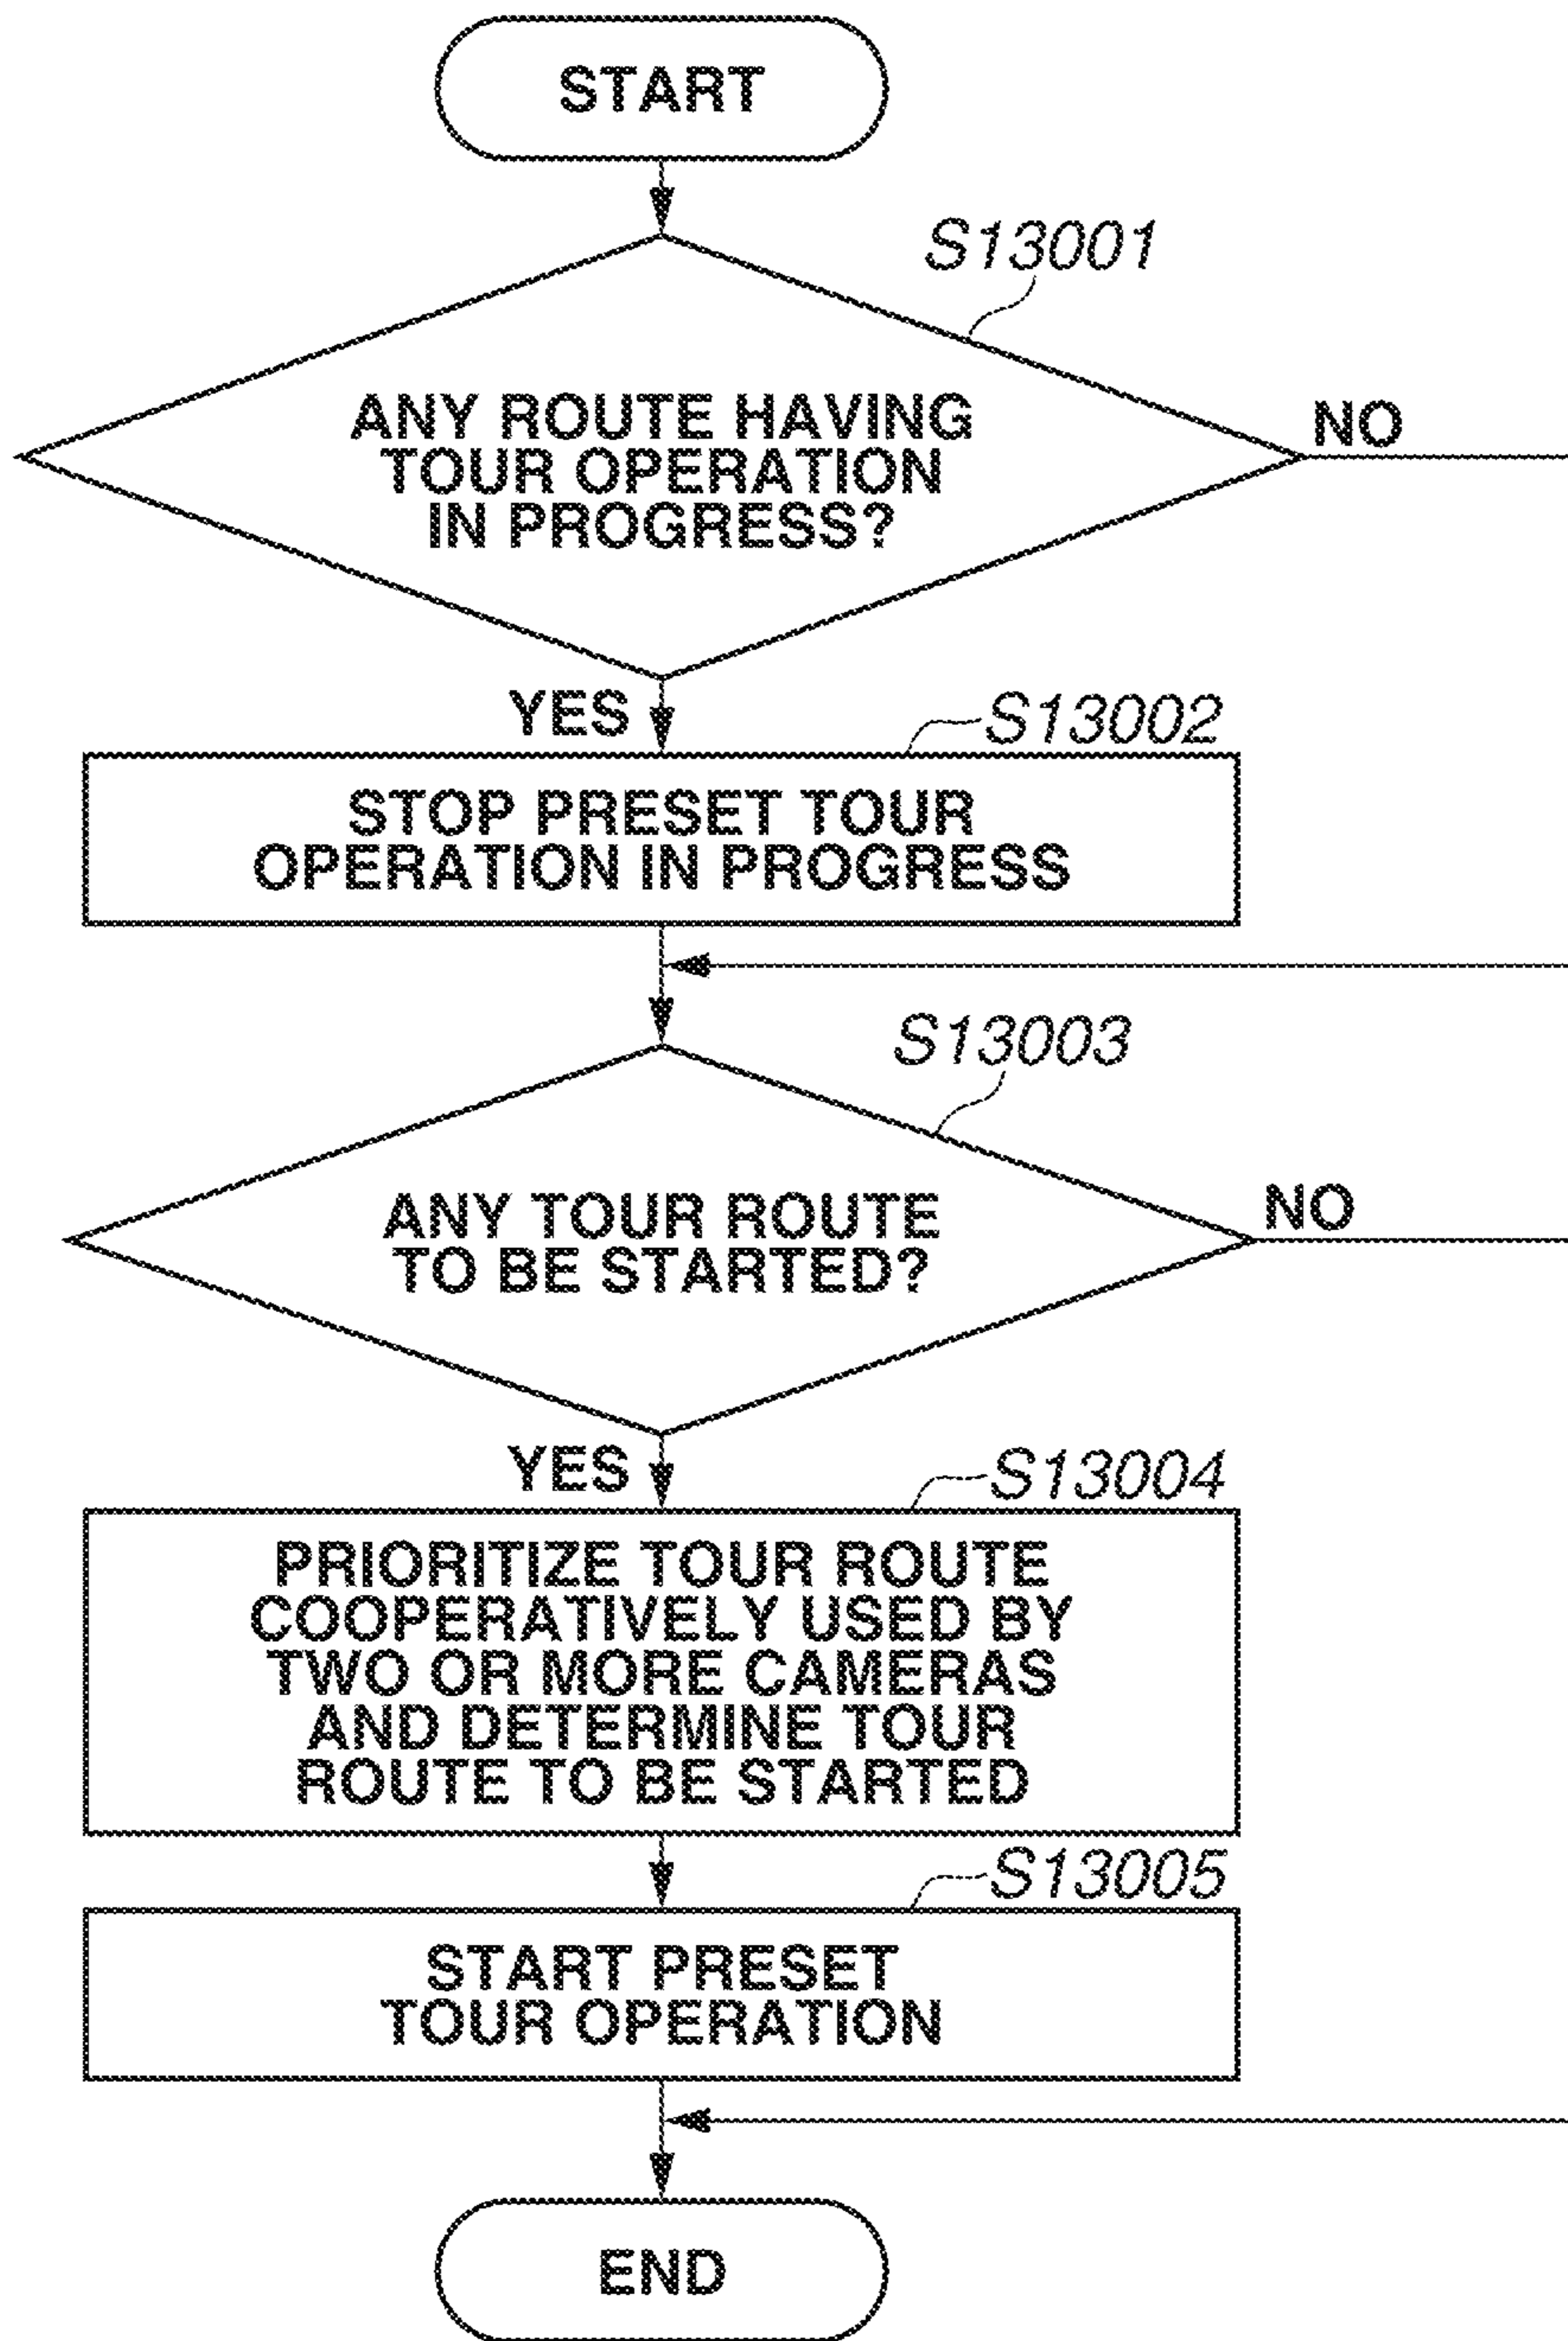 START
S13001
ANY ROUTE HAVING
TOUR OPERATION
IN PROGRESS?
NO
YES
S13002
STOP PRESET TOUR
OPERATION IN PROGRESS
S13003
ANY TOUR ROUTE
TO BE STARTED?
NO
YES
S13004
PRIORITIZE TOUR ROUTE
COOPERATIVELY USED BY
TWO OR MORE CAMERAS
AND DETERMINE TOUR
ROUTE TO BE STARTED
S13005
START PRESET
TOUR OPERATION
END